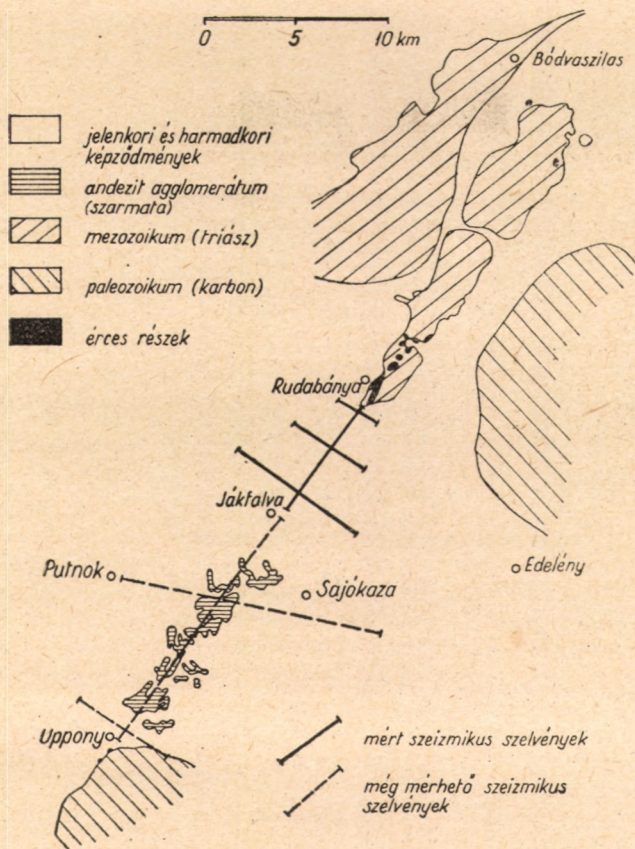 0 5 10 km
Bódvaszilas
jelenkori és harmadkori
képződmények
andezit agglomerátum
(szarmata)
mezozoikum (triász)
paleozoikum (karbon)
érces részek
Rudabánya
Jákfalva
Putnok
Sajókaza
Edelény
Uppony
mért szeizmikus szelvények
még mérhető szeizmikus
szelvények